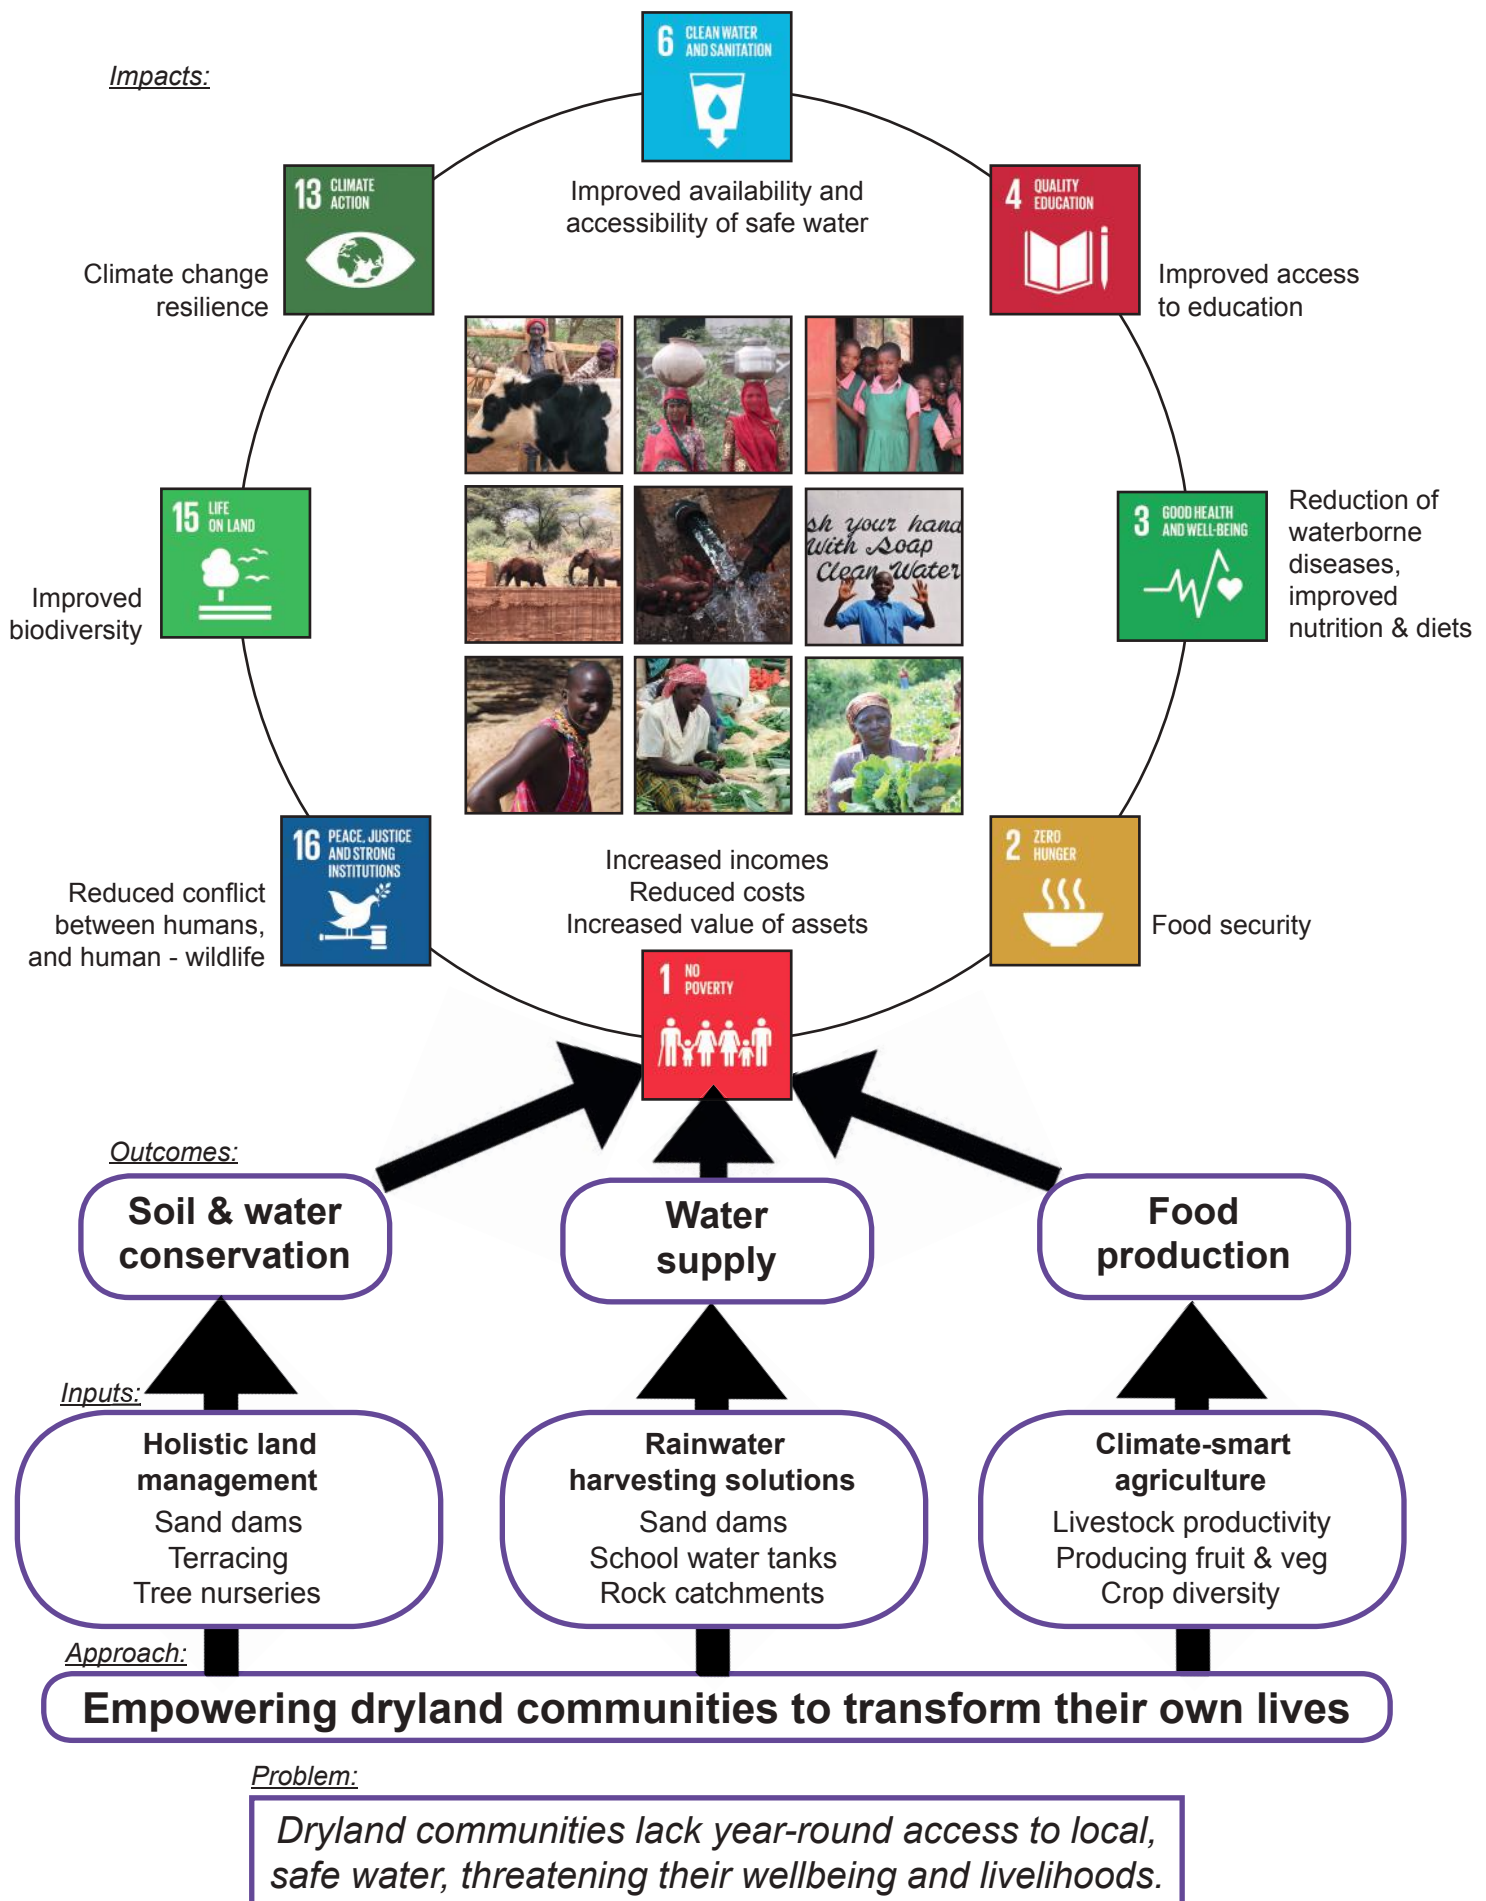 Impacts:
6 CLEAN WATER
AND SANITATION
Improved availability and
accessibility of safe water
13 CLIMATE
ACTION
Climate change
resilience
4 QUALITY
EDUCATION
Improved access
to education
15 LIFE
ON LAND
Improved
biodiversity
sh your hand
With Soap
Clean Water
3 GOOD HEALTH
AND WELL-BEING
Reduction of
waterborne
diseases,
improved
nutrition & diets
16 PEACE, JUSTICE
AND STRONG
INSTITUTIONS
Reduced conflict
between humans,
and human - wildlife
Increased incomes
Reduced costs
Increased value of assets
1 NO
POVERTY
2 ZERO
HUNGER
Food security
Outcomes:
Soil & water
conservation
Water
supply
Food
production
Inputs:
Holistic land
management
Sand dams
Terracing
Tree nurseries
Rainwater
harvesting solutions
Sand dams
School water tanks
Rock catchments
Climate-smart
agriculture
Livestock productivity
Producing fruit & veg
Crop diversity
Approach:
Empowering dryland communities to transform their own lives
Problem:
Dryland communities lack year-round access to local,
safe water, threatening their wellbeing and livelihoods.